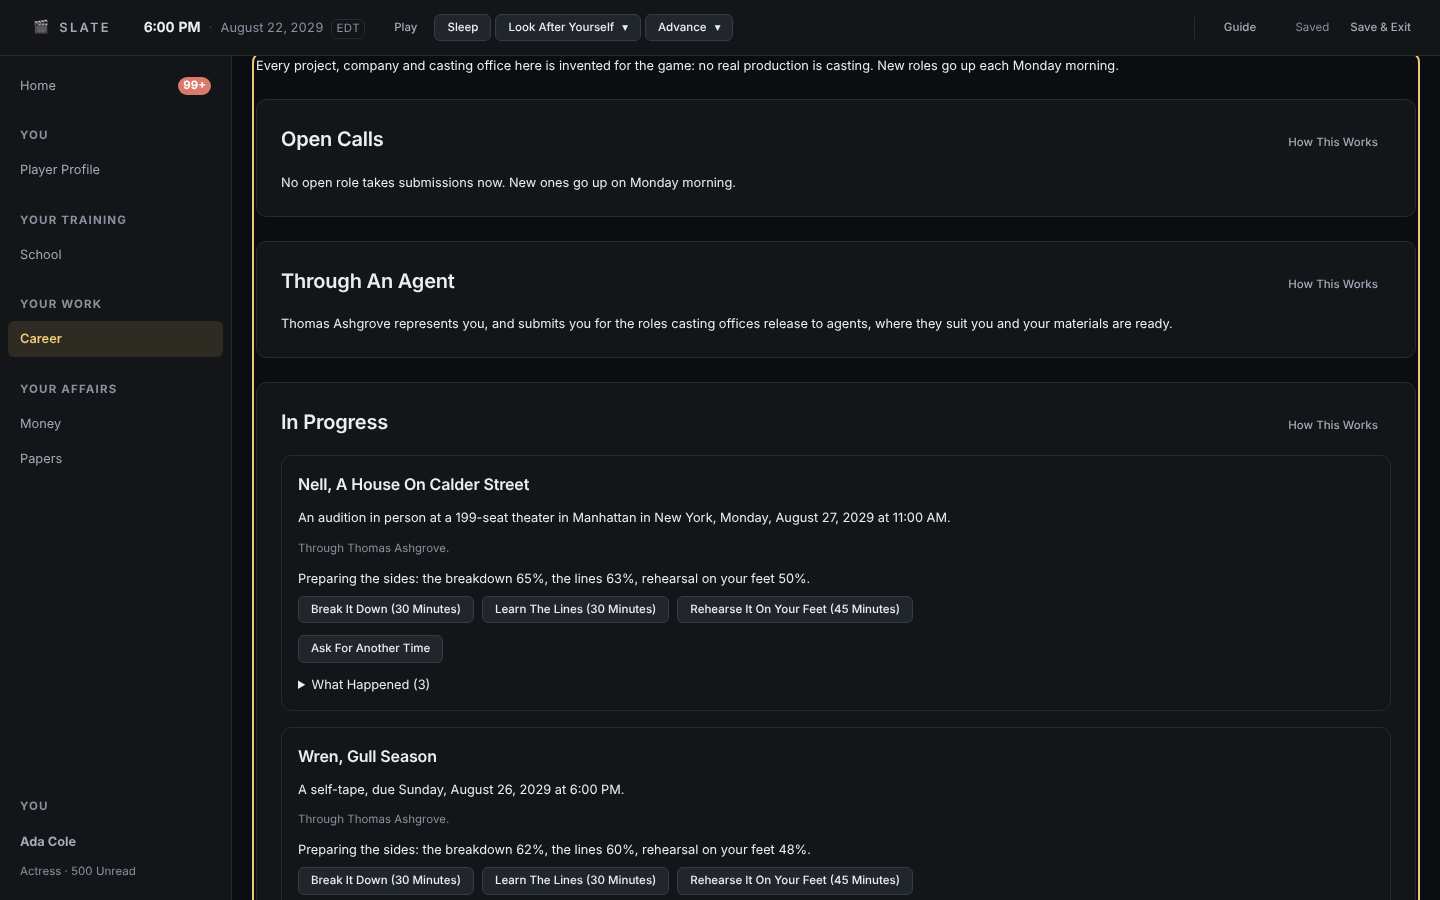 SLATE
6:00 PM · August 22, 2029 EDT
Play
Sleep
Look After Yourself ▾
Advance ▾
Guide
Saved
Save & Exit
Home
99+
YOU
Player Profile
YOUR TRAINING
School
YOUR WORK
Career
YOUR AFFAIRS
Money
Papers
YOU
Ada Cole
Actress · 500 Unread
Every project, company and casting office here is invented for the game: no real production is casting. New roles go up each Monday morning.
Open Calls
How This Works
No open role takes submissions now. New ones go up on Monday morning.
Through An Agent
How This Works
Thomas Ashgrove represents you, and submits you for the roles casting offices release to agents, where they suit you and your materials are ready.
In Progress
How This Works
Nell, A House On Calder Street
An audition in person at a 199-seat theater in Manhattan in New York, Monday, August 27, 2029 at 11:00 AM.
Through Thomas Ashgrove.
Preparing the sides: the breakdown 65%, the lines 63%, rehearsal on your feet 50%.
Break It Down (30 Minutes)
Learn The Lines (30 Minutes)
Rehearse It On Your Feet (45 Minutes)
Ask For Another Time
▶ What Happened (3)
Wren, Gull Season
A self-tape, due Sunday, August 26, 2029 at 6:00 PM.
Through Thomas Ashgrove.
Preparing the sides: the breakdown 62%, the lines 60%, rehearsal on your feet 48%.
Break It Down (30 Minutes)
Learn The Lines (30 Minutes)
Rehearse It On Your Feet (45 Minutes)